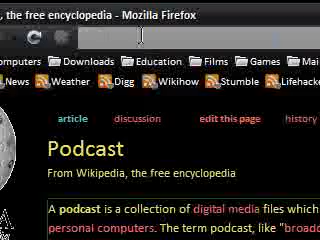 , the free encyclopedia - Mozilla Firefox
omputers Downloads Education Films Games Mai
News Weather Digg Wikihow Stumble Lifehacke
article discussion edit this page history
Podcast
From Wikipedia, the free encyclopedia
A podcast is a collection of digital media files which
personal computers. The term podcast, like "broadc